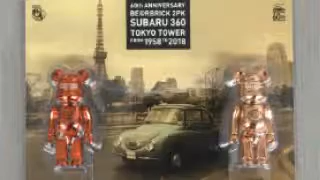 60th ANNIVERSARY
BE@RBRICK 2PK
SUBARU 360
TOKYO TOWER
FROM 1958 TO 2018